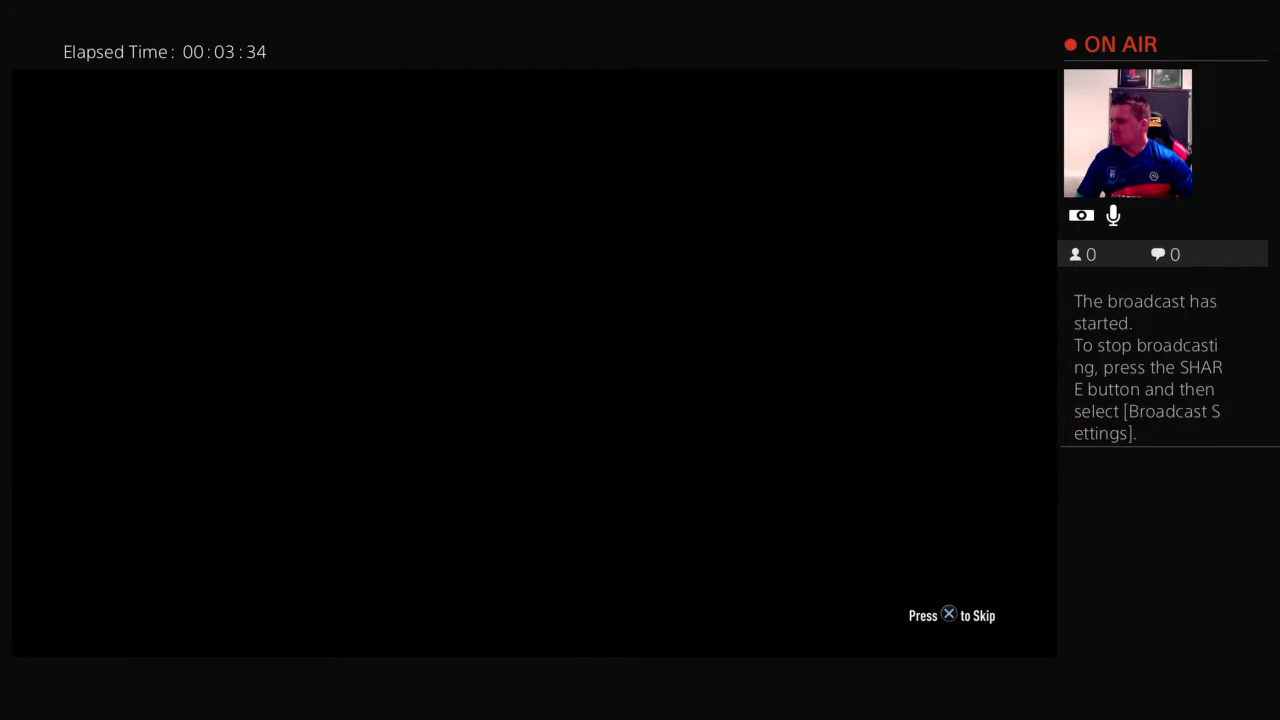 Elapsed Time: 00:03:34
ON AIR
0 0
The broadcast has
started.
To stop broadcasti
ng, press the SHAR
E button and then
select [Broadcast S
ettings].
Press to Skip